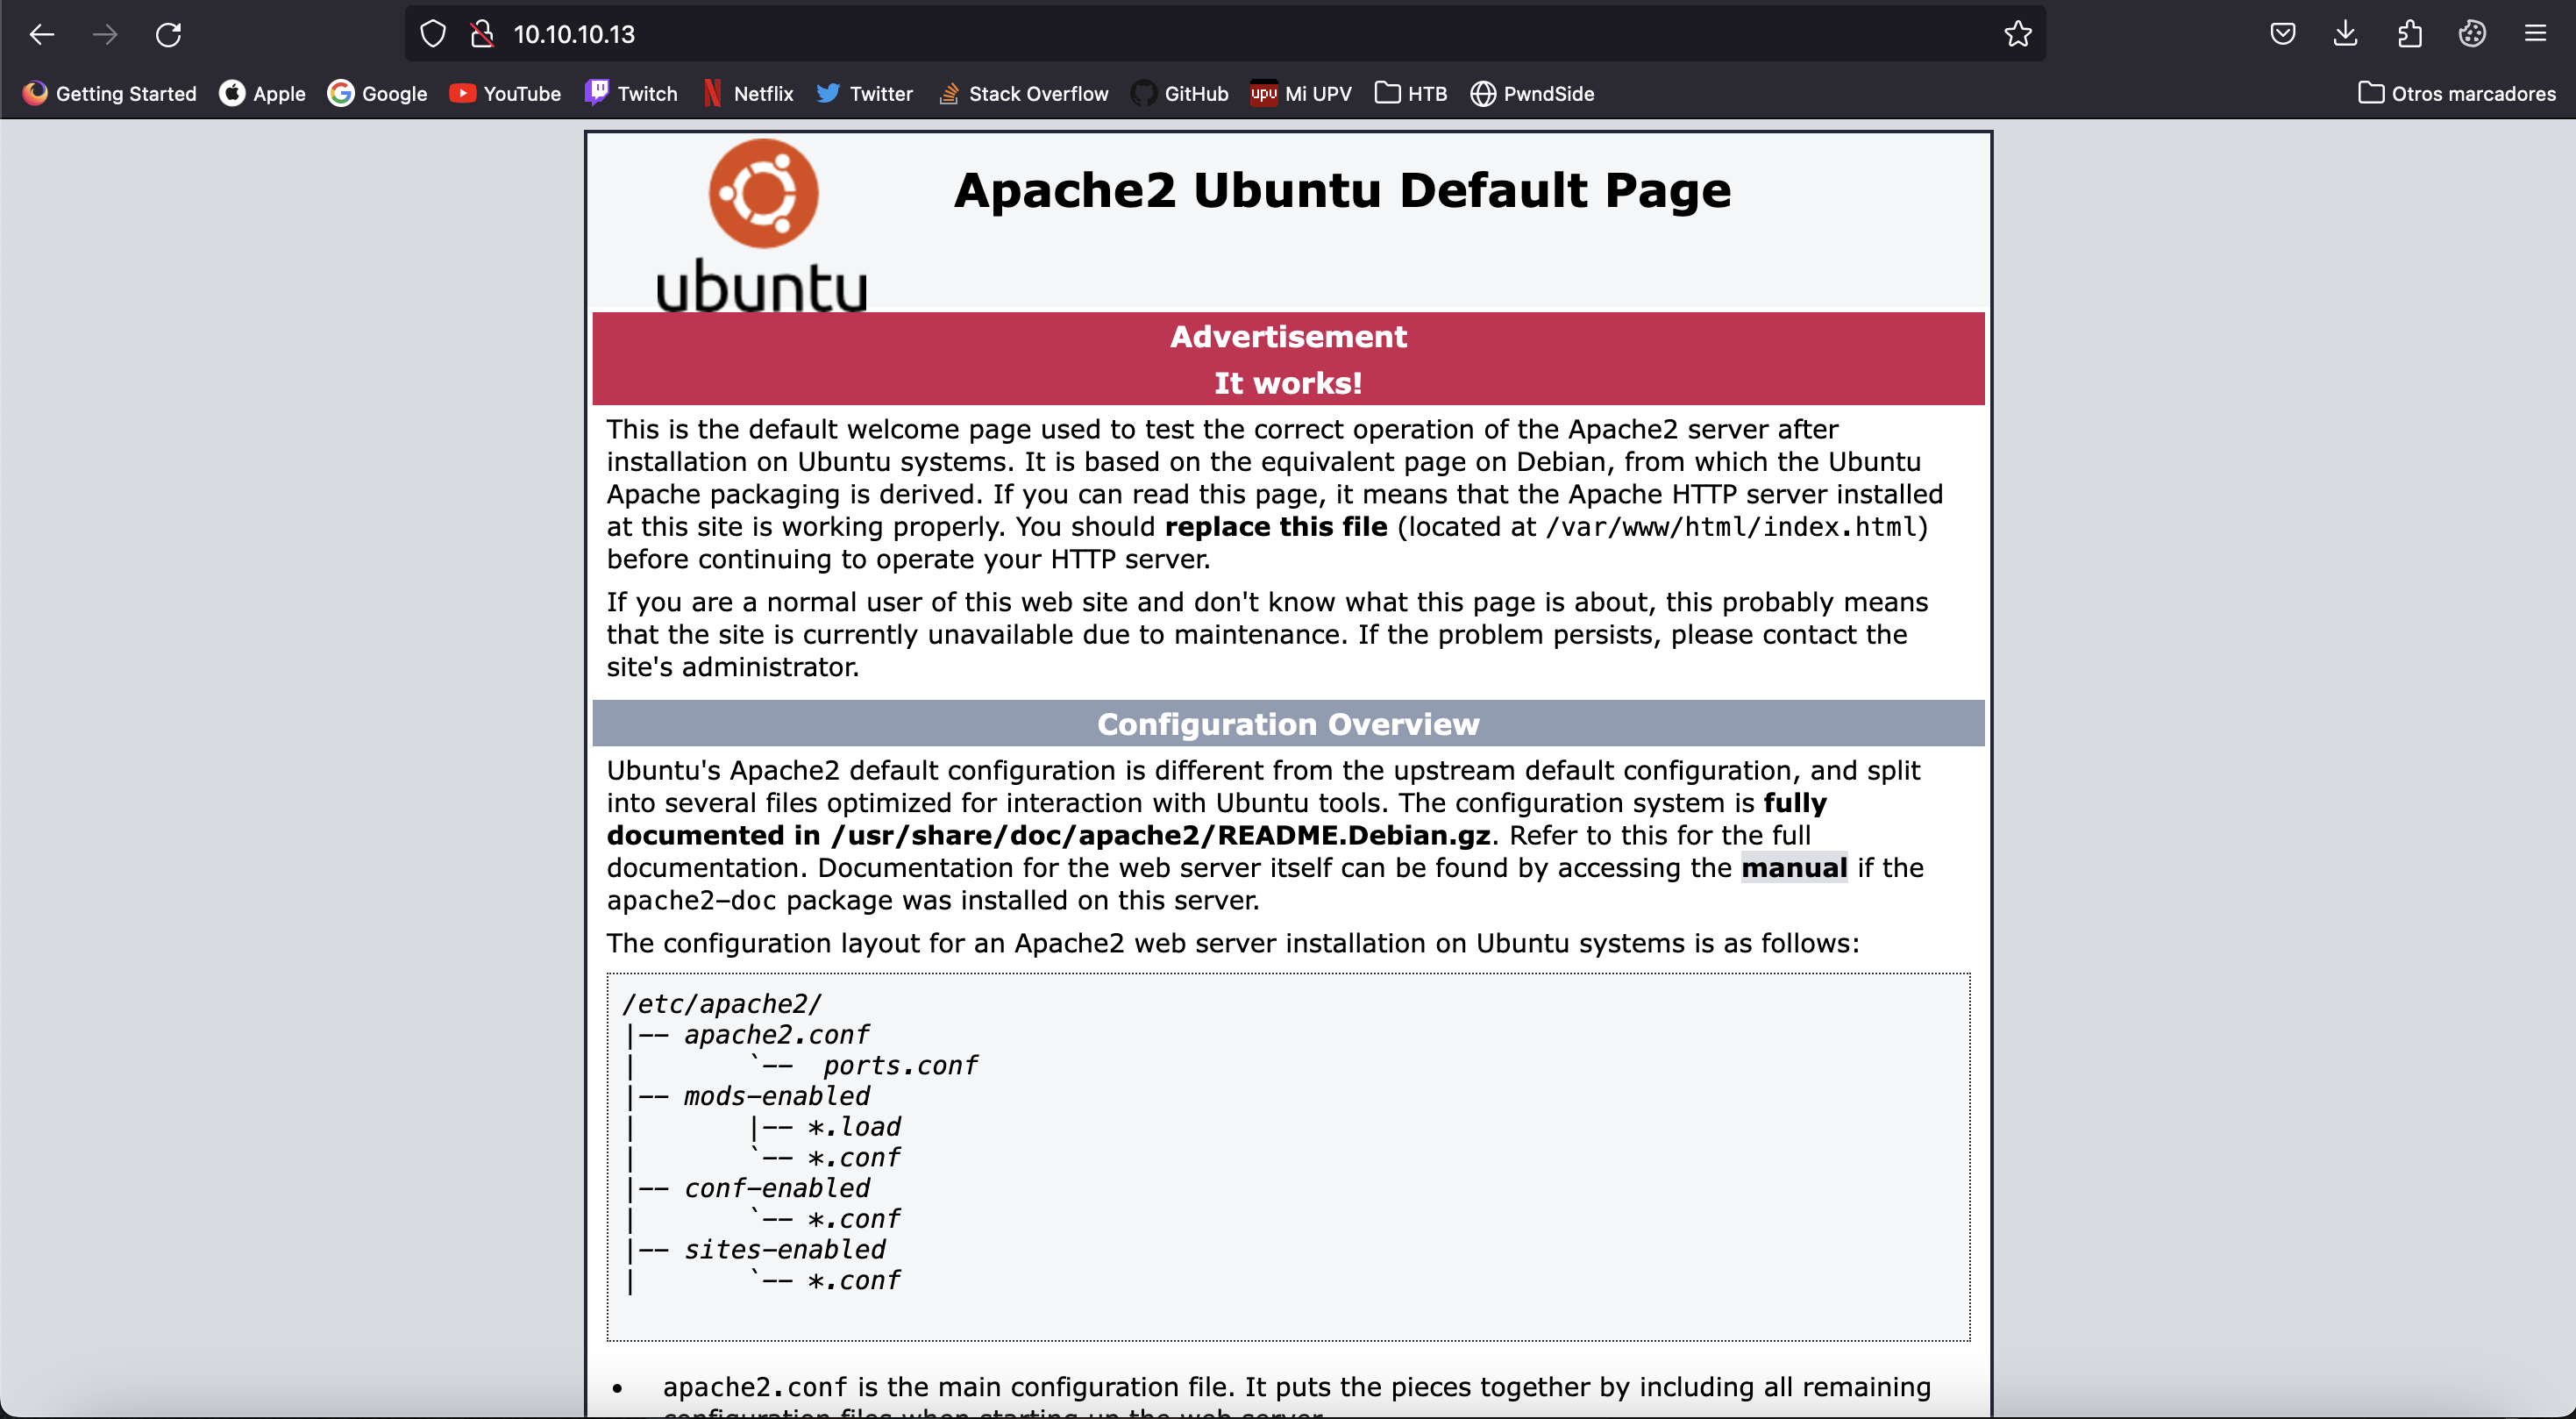 10.10.10.13
Getting Started Apple Google YouTube Twitch Netflix Twitter Stack Overflow GitHub upv Mi UPV HTB PwndSide Otros marcadores
Apache2 Ubuntu Default Page
ubuntu
Advertisement
It works!
This is the default welcome page used to test the correct operation of the Apache2 server after
installation on Ubuntu systems. It is based on the equivalent page on Debian, from which the Ubuntu
Apache packaging is derived. If you can read this page, it means that the Apache HTTP server installed
at this site is working properly. You should replace this file (located at /var/www/html/index.html)
before continuing to operate your HTTP server.
If you are a normal user of this web site and don't know what this page is about, this probably means
that the site is currently unavailable due to maintenance. If the problem persists, please contact the
site's administrator.
Configuration Overview
Ubuntu's Apache2 default configuration is different from the upstream default configuration, and split
into several files optimized for interaction with Ubuntu tools. The configuration system is fully
documented in /usr/share/doc/apache2/README.Debian.gz. Refer to this for the full
documentation. Documentation for the web server itself can be found by accessing the manual if the
apache2-doc package was installed on this server.
The configuration layout for an Apache2 web server installation on Ubuntu systems is as follows:
/etc/apache2/
|-- apache2.conf
|       `--  ports.conf
|-- mods-enabled
|       |-- *.load
|       `-- *.conf
|-- conf-enabled
|       `-- *.conf
|-- sites-enabled
|       `-- *.conf
• apache2.conf is the main configuration file. It puts the pieces together by including all remaining
configuration files when starting up the web server.